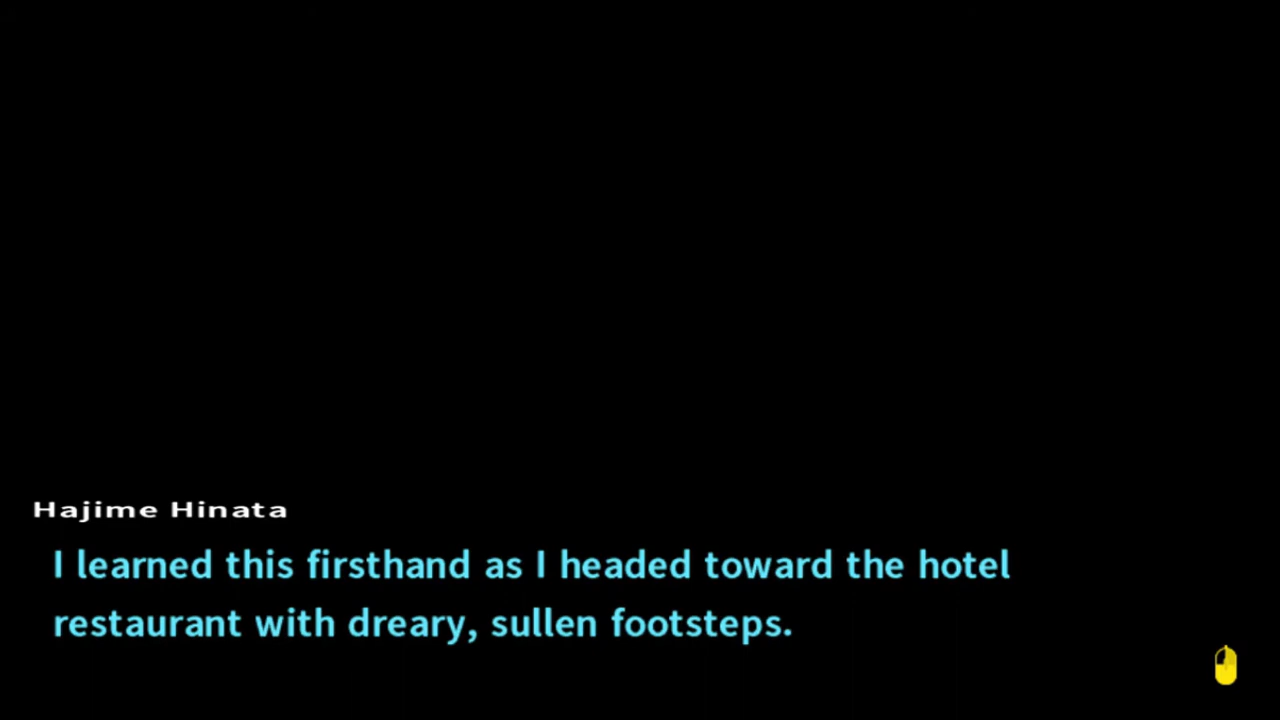 Hajime Hinata
I learned this firsthand as I headed toward the hotel
restaurant with dreary, sullen footsteps.